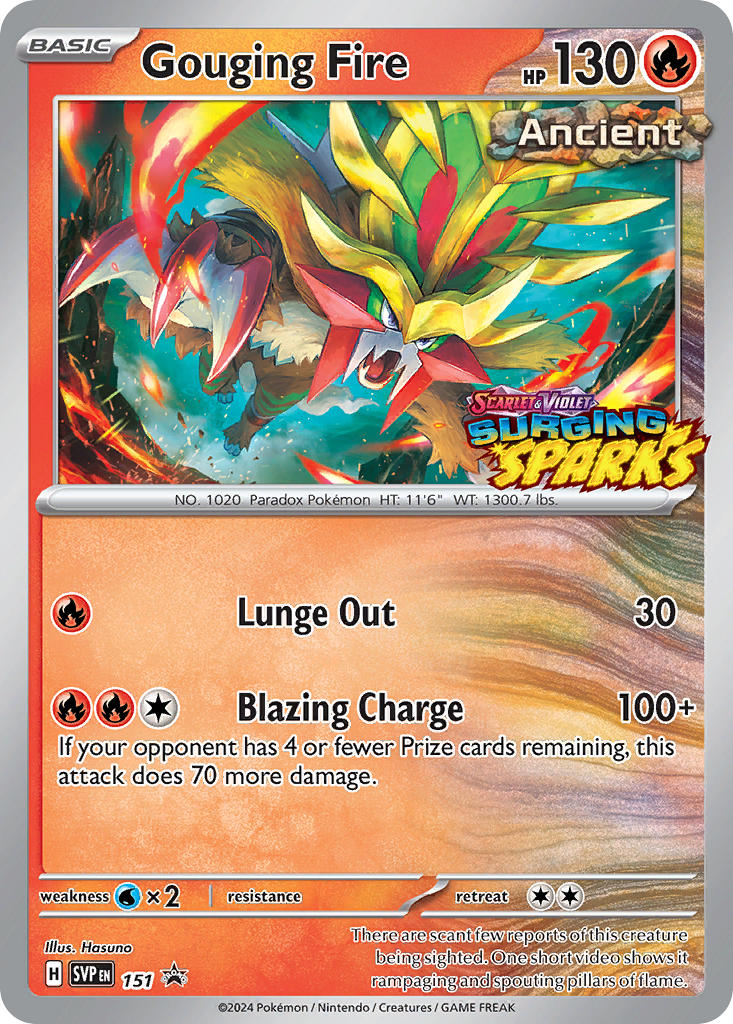 BASIC
Gouging Fire
HP 130
Ancient
SCARLET & VIOLET
SURGING
SPARKS
NO. 1020 Paradox Pokémon HT: 11'6" WT: 1300.7 lbs.
Lunge Out 30
Blazing Charge 100+
If your opponent has 4 or fewer Prize cards remaining, this
attack does 70 more damage.
weakness ×2 resistance retreat
Illus. Hasuno
There are scant few reports of this creature
being sighted. One short video shows it
rampaging and spouting pillars of flame.
H SVP EN 151
©2024 Pokémon / Nintendo / Creatures / GAME FREAK